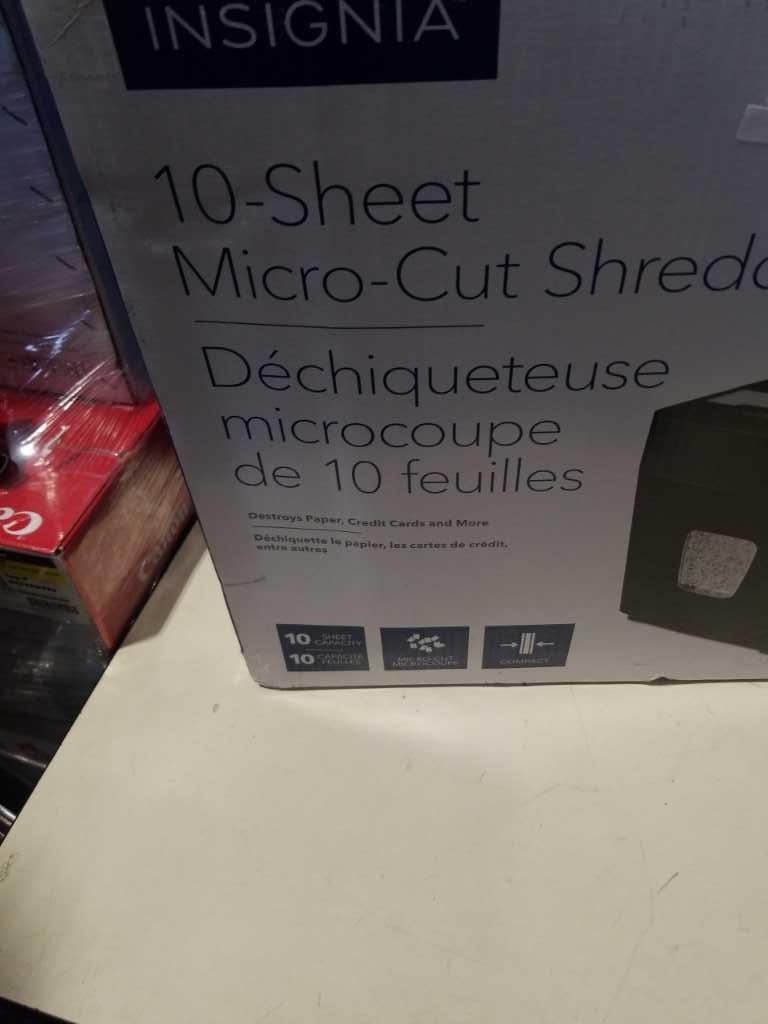 INSIGNIA
10-Sheet
Micro-Cut Shredd
Déchiqueteuse
microcoupe
de 10 feuilles
Destroys Paper, Credit Cards and More
Déchiquette le papier, les cartes de crédit,
entre autres
10 SHEET CAPACITY
10 CAPACITÉ FEUILLES
MICRO-CUT
MICROCOUPE
COMPACT
Ca